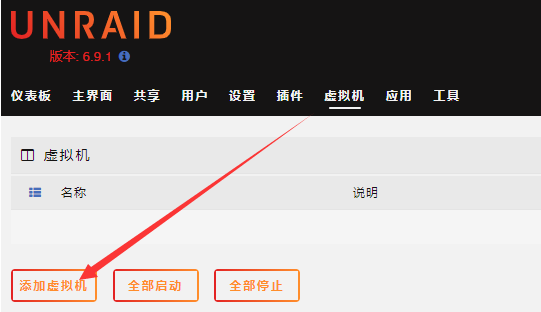 UNRAID
版本: 6.9.1
仪表板 主界面 共享 用户 设置 插件 虚拟机 应用 工具
虚拟机
名称 说明
添加虚拟机 全部启动 全部停止